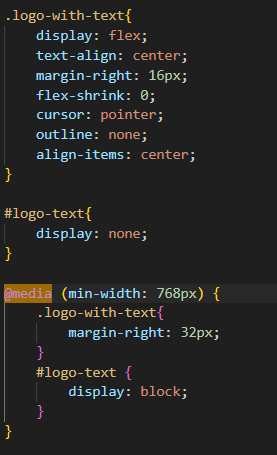 .logo-with-text{
    display: flex;
    text-align: center;
    margin-right: 16px;
    flex-shrink: 0;
    cursor: pointer;
    outline: none;
    align-items: center;
}

#logo-text{
    display: none;
}

@media (min-width: 768px) {
    .logo-with-text{
        margin-right: 32px;
    }
    #logo-text {
        display: block;
    }
}